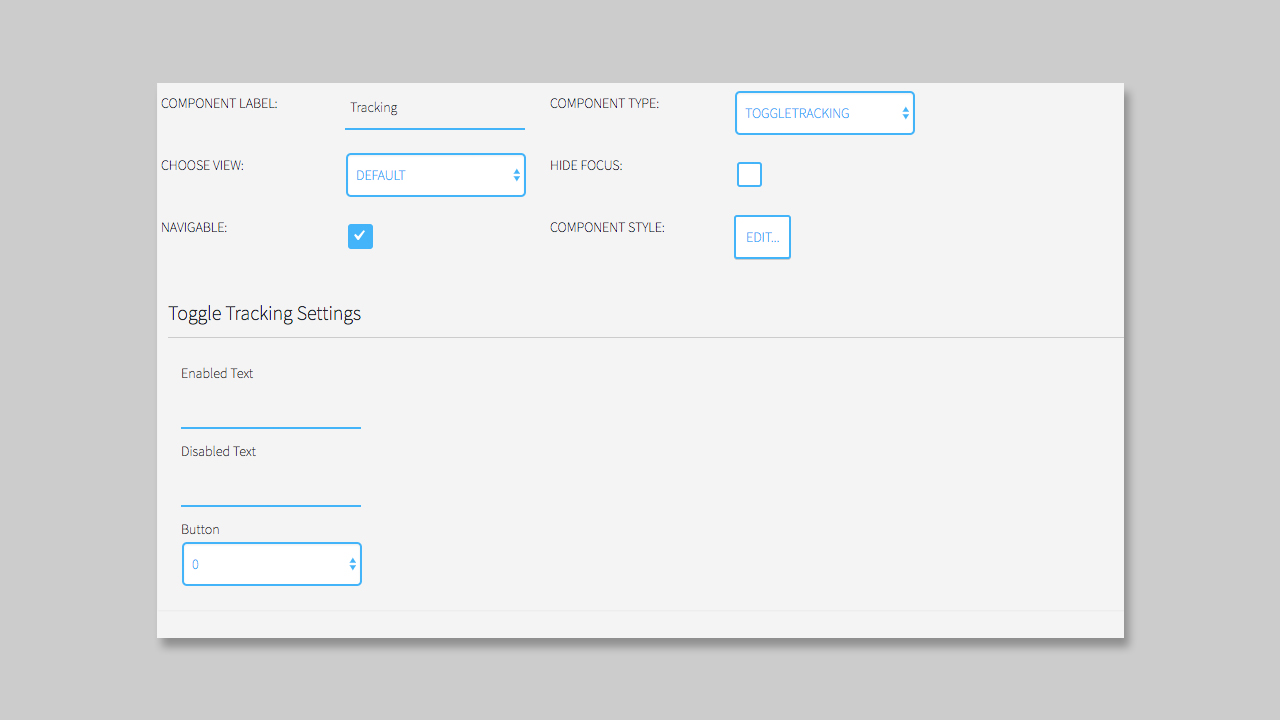 COMPONENT LABEL: Tracking COMPONENT TYPE: TOGGLETRACKING
CHOOSE VIEW: DEFAULT HIDE FOCUS:
NAVIGABLE: COMPONENT STYLE: EDIT...
Toggle Tracking Settings
Enabled Text
Disabled Text
Button
0